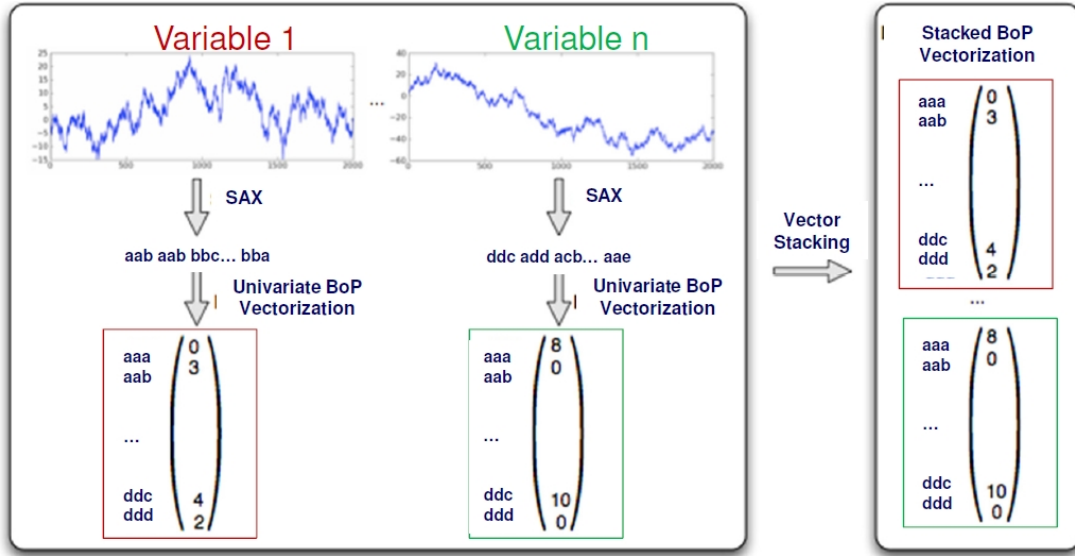 Variable 1
Variable n
25
20
15
10
5
0
-5
-10
-15
0
500
1000
1500
2000
...
40
20
0
-20
-40
-60
0
500
1000
1500
2000
SAX
SAX
aab aab bbc... bba
ddc add acb... aae
Univariate BoP
Vectorization
Univariate BoP
Vectorization
aaa 0
aab 3
...
ddc 4
ddd 2
aaa 8
aab 0
...
ddc 10
ddd 0
Vector
Stacking
Stacked BoP
Vectorization
aaa 0
aab 3
...
ddc 4
ddd 2
...
aaa 8
aab 0
...
ddc 10
ddd 0